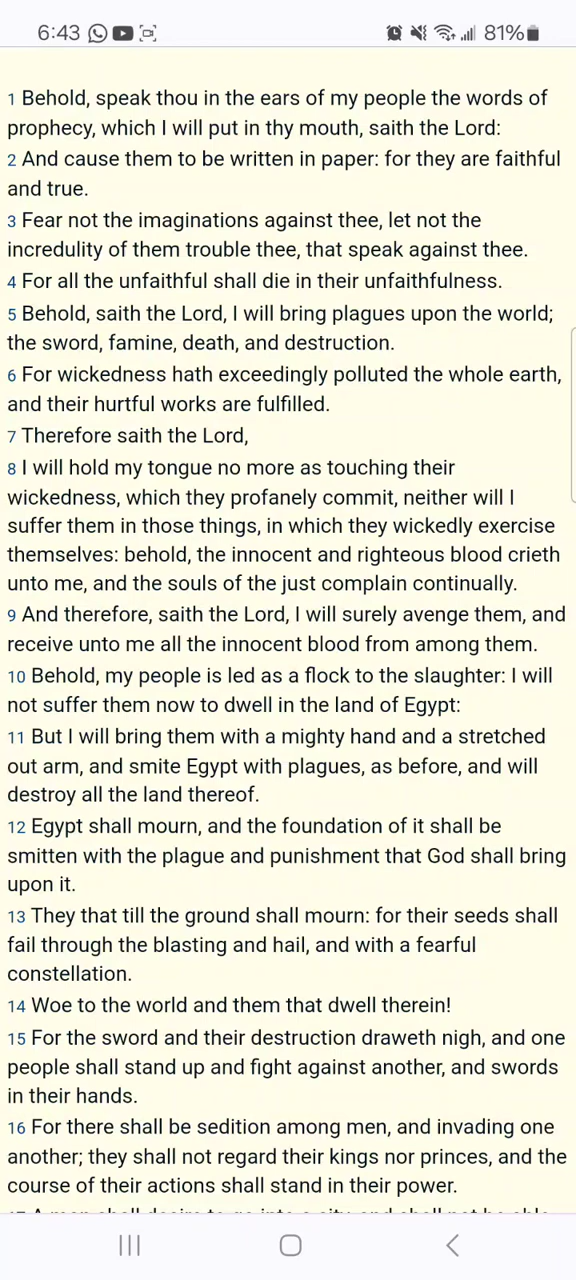 6:43 81%
1 Behold, speak thou in the ears of my people the words of
prophecy, which I will put in thy mouth, saith the Lord:
2 And cause them to be written in paper: for they are faithful
and true.
3 Fear not the imaginations against thee, let not the
incredulity of them trouble thee, that speak against thee.
4 For all the unfaithful shall die in their unfaithfulness.
5 Behold, saith the Lord, I will bring plagues upon the world;
the sword, famine, death, and destruction.
6 For wickedness hath exceedingly polluted the whole earth,
and their hurtful works are fulfilled.
7 Therefore saith the Lord,
8 I will hold my tongue no more as touching their
wickedness, which they profanely commit, neither will I
suffer them in those things, in which they wickedly exercise
themselves: behold, the innocent and righteous blood crieth
unto me, and the souls of the just complain continually.
9 And therefore, saith the Lord, I will surely avenge them, and
receive unto me all the innocent blood from among them.
10 Behold, my people is led as a flock to the slaughter: I will
not suffer them now to dwell in the land of Egypt:
11 But I will bring them with a mighty hand and a stretched
out arm, and smite Egypt with plagues, as before, and will
destroy all the land thereof.
12 Egypt shall mourn, and the foundation of it shall be
smitten with the plague and punishment that God shall bring
upon it.
13 They that till the ground shall mourn: for their seeds shall
fail through the blasting and hail, and with a fearful
constellation.
14 Woe to the world and them that dwell therein!
15 For the sword and their destruction draweth nigh, and one
people shall stand up and fight against another, and swords
in their hands.
16 For there shall be sedition among men, and invading one
another; they shall not regard their kings nor princes, and the
course of their actions shall stand in their power.